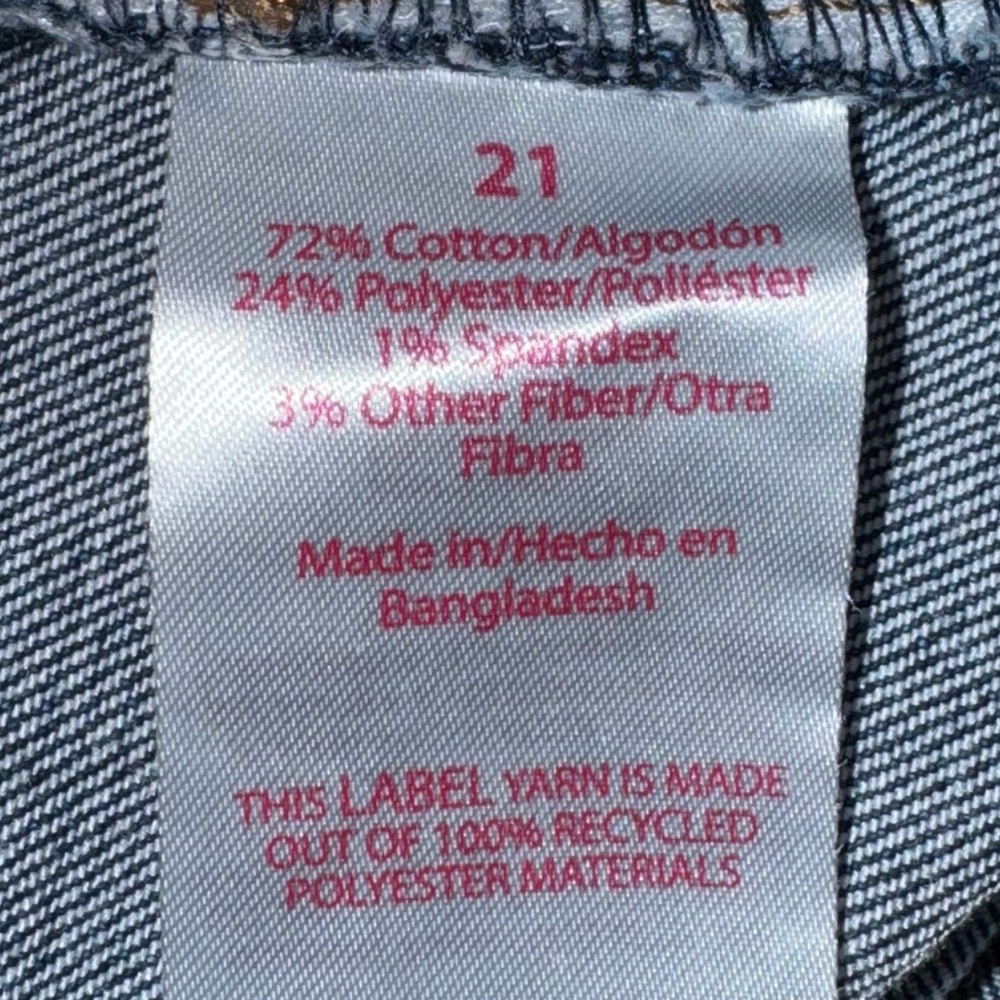 21
72% Cotton/Algodón
24% Polyester/Poliéster
1% Spandex
3% Other Fiber/Otra
Fibra
Made in/Hecho en
Bangladesh
THIS LABEL YARN IS MADE
OUT OF 100% RECYCLED
POLYESTER MATERIALS